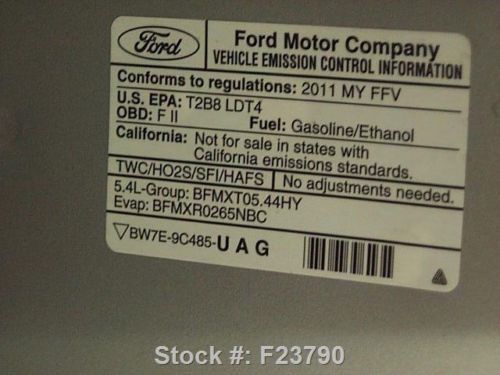 Ford
Ford Motor Company
VEHICLE EMISSION CONTROL INFORMATION
Conforms to regulations: 2011 MY FFV
U.S. EPA: T2B8 LDT4
OBD: F II
Fuel: Gasoline/Ethanol
California: Not for sale in states with
California emissions standards.
TWC/HO2S/SFI/HAFS
No adjustments needed.
5.4L-Group: BFMXT05.44HY
Evap: BFMXR0265NBC
BW7E-9C485-UAG
Stock #: F23790